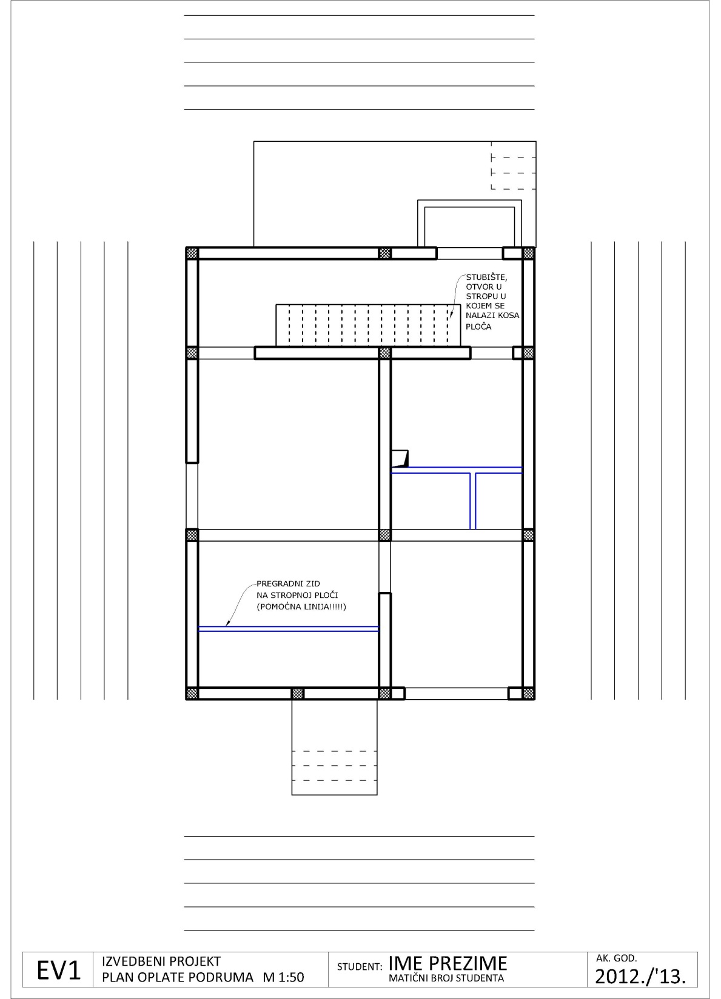 STUBIŠTE,
OTVOR U
STROPU U
KOJEM SE
NALAZI KOSA
PLOČA
PREGRADNI ZID
NA STROPNOJ PLOČI
(POMOĆNA LINIJA!!!!!)
EV1
IZVEDBENI PROJEKT
PLAN OPLATE PODRUMA M 1:50
STUDENT: IME PREZIME
MATIČNI BROJ STUDENTA
AK. GOD.
2012./'13.